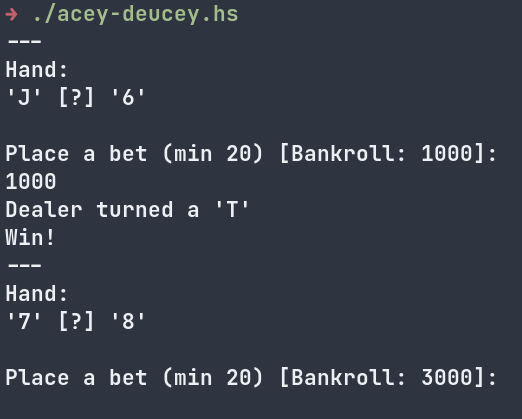 → ./acey-deucey.hs
---
Hand:
'J' [?] '6'
Place a bet (min 20) [Bankroll: 1000]:
1000
Dealer turned a 'T'
Win!
---
Hand:
'7' [?] '8'
Place a bet (min 20) [Bankroll: 3000]: